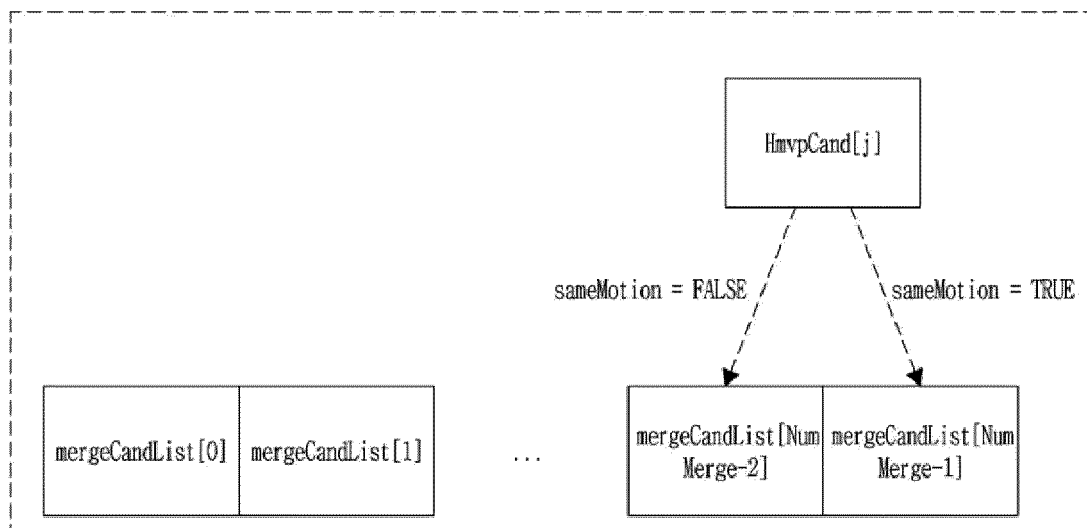 HmvpCand[j]
sameMotion = FALSE
sameMotion = TRUE
mergeCandList[0]
mergeCandList[1]
...
mergeCandList[Num
Merge-2]
mergeCandList[Num
Merge-1]